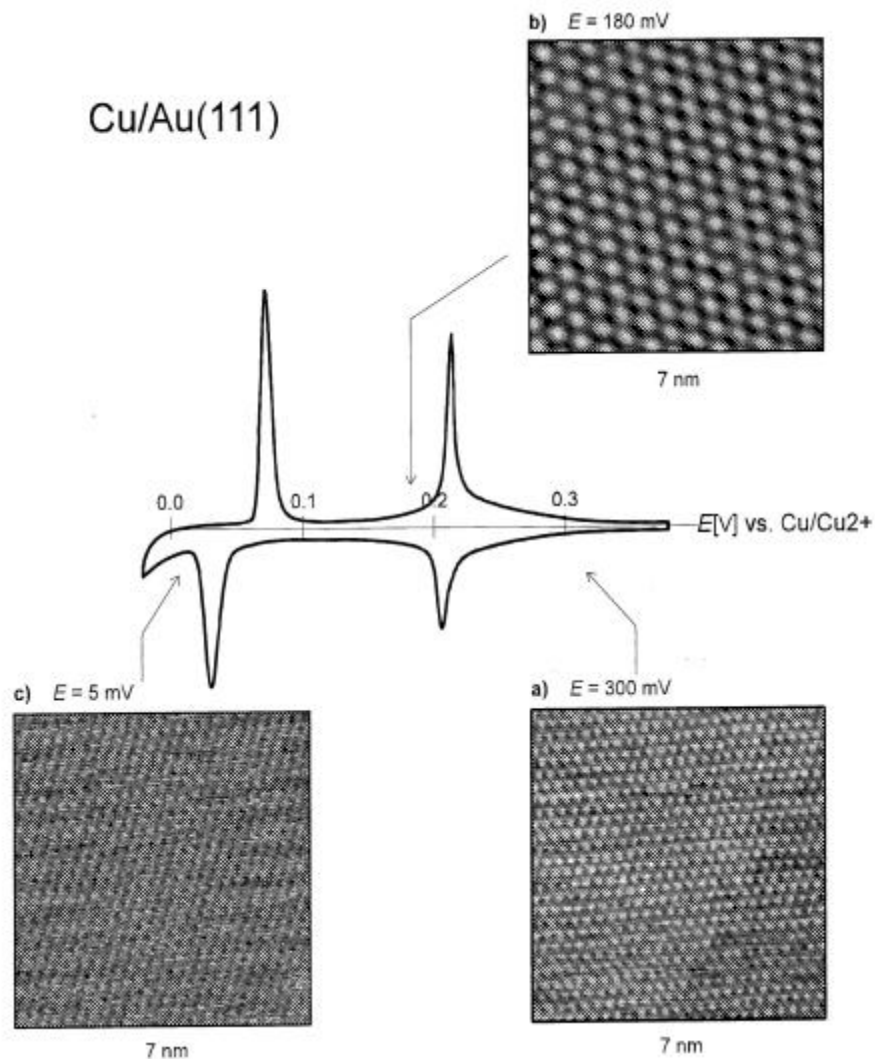 b) E = 180 mV
Cu/Au(111)
7 nm
0.0 0.1 0.2 0.3
E[V] vs. Cu/Cu2+
c) E = 5 mV
a) E = 300 mV
7 nm
7 nm